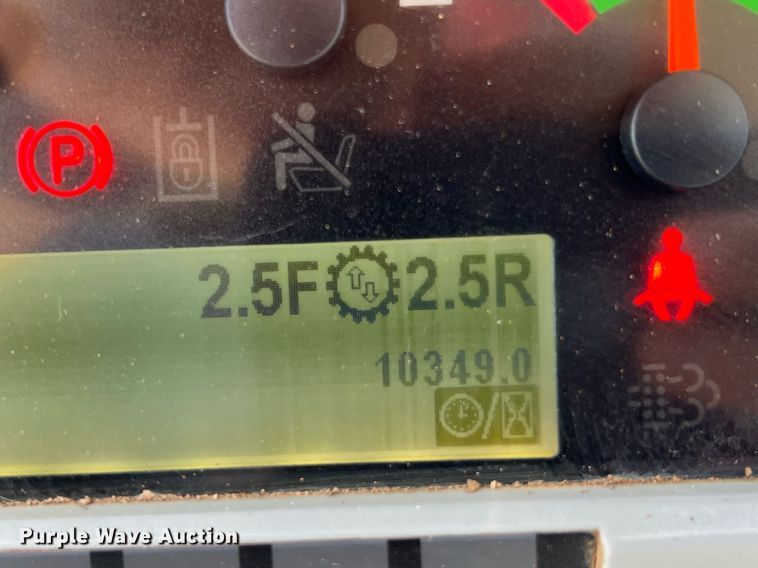 P
2.5F 2.5R
10349.0
Purple Wave Auction